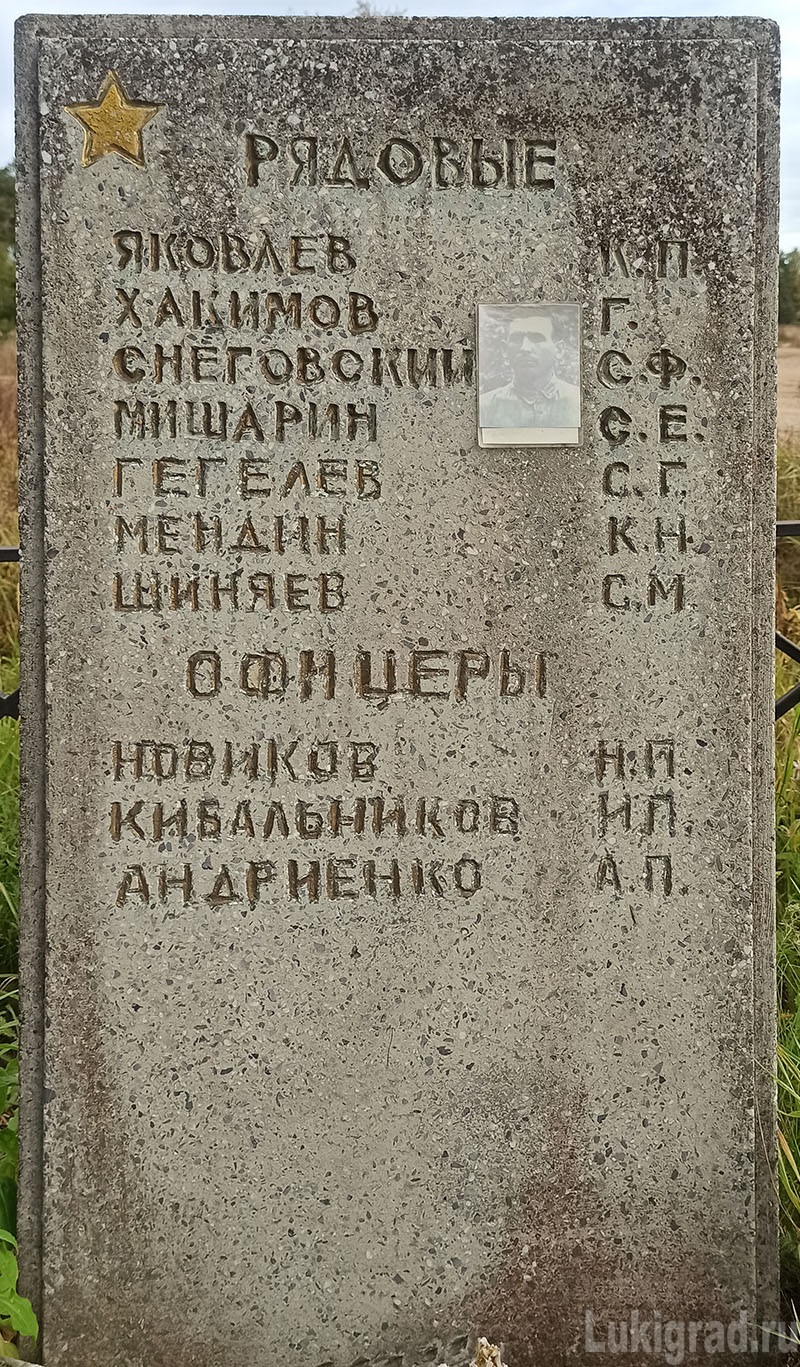 РЯДОВЫЕ
ЯКОВЛЕВ К.П.
ХАКИМОВ Г.
СНЕГОВСКИЙ С.Ф.
МИШАРИН С.Е.
ГЕГЕЛЕВ С.Г.
МЕНДИН К.Н.
ШИНЯЕВ С.М.
ОФИЦЕРЫ
НОВИКОВ Н.П.
КИБАЛЬНИКОВ И.П.
АНДРИЕНКО А.П.
Lukigrad.ru